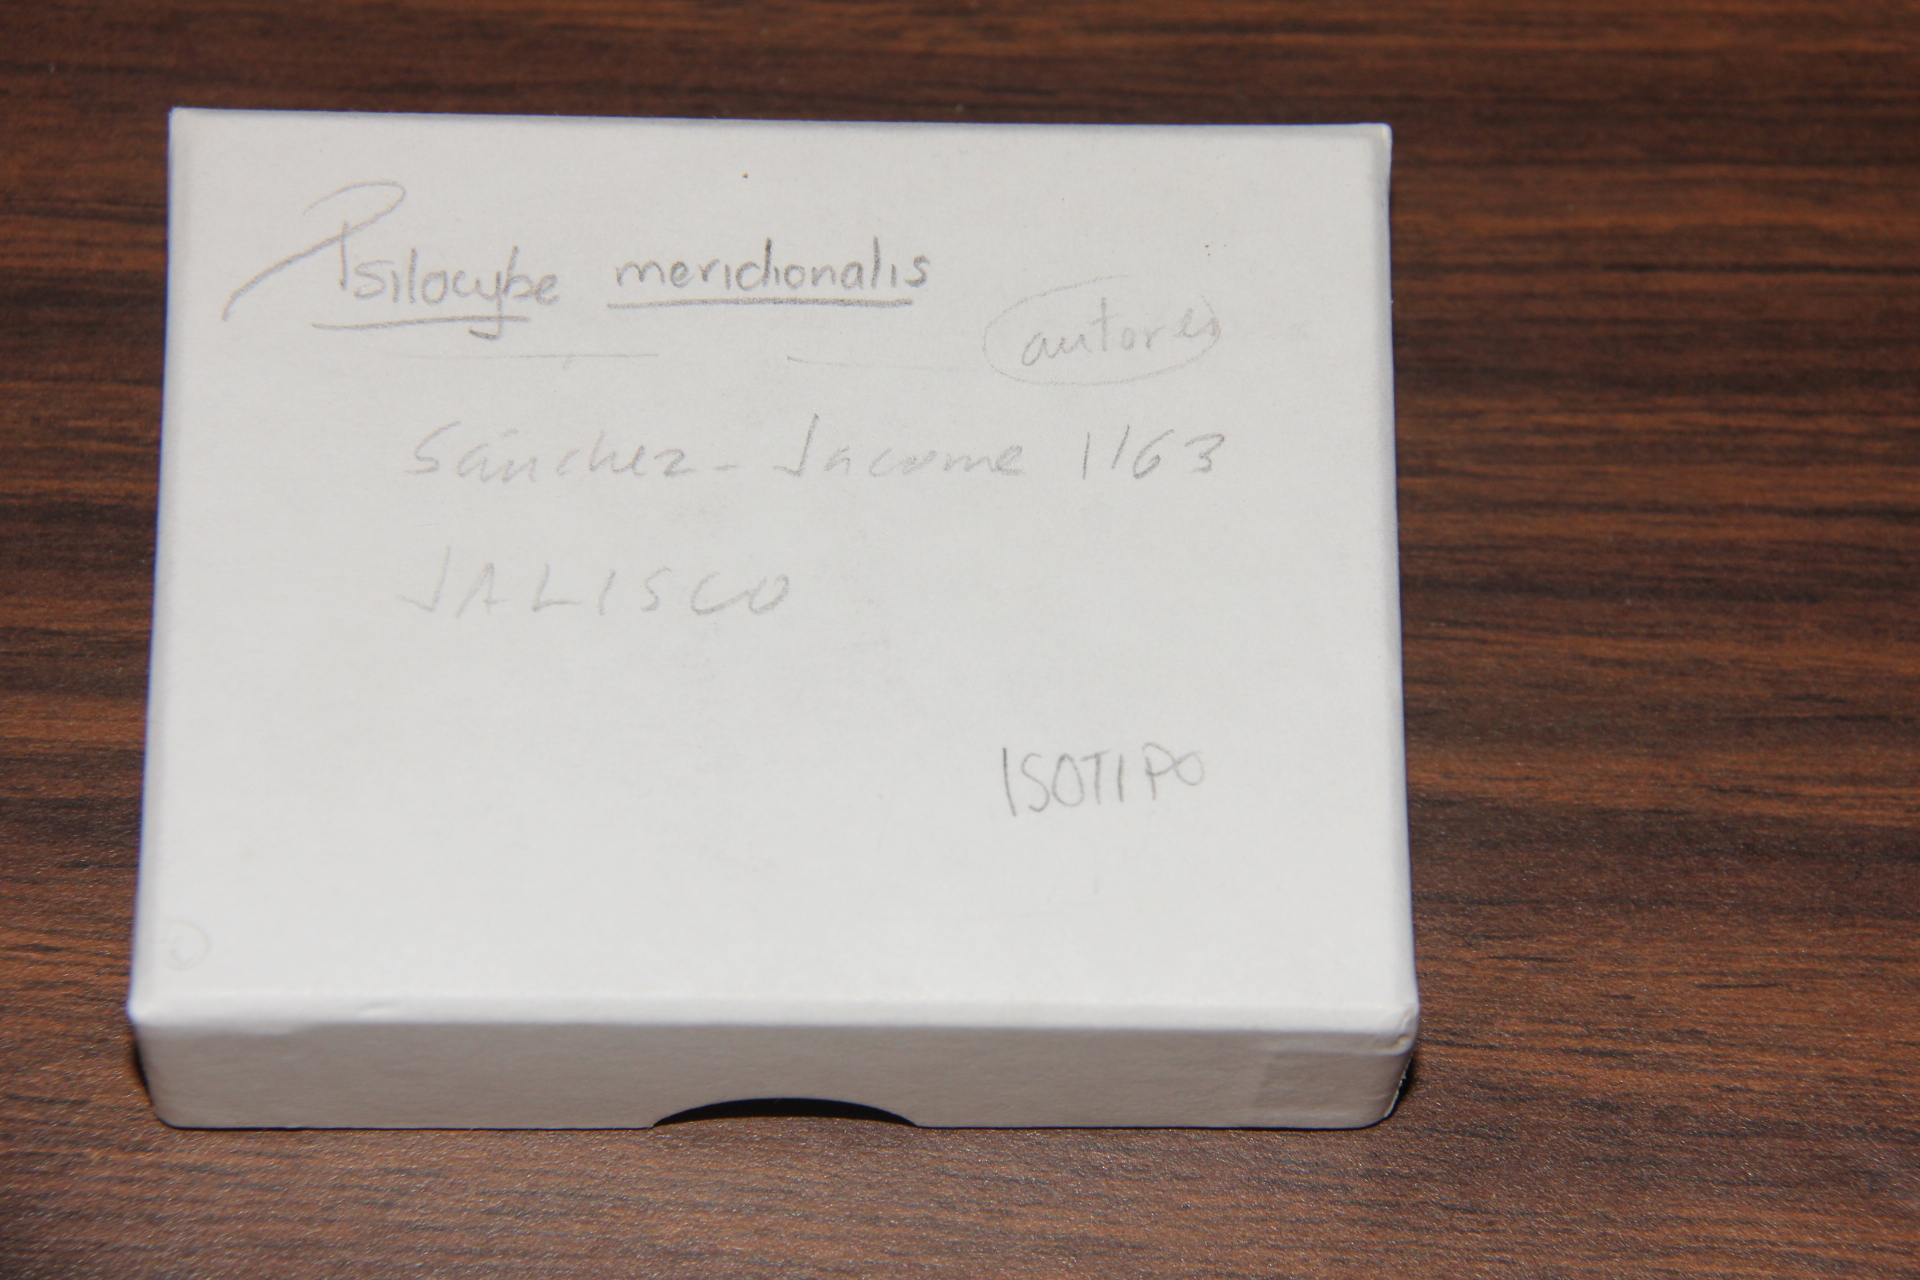 Psilocybe meridionalis
autores
Sánchez-Jacome 1163
JALISCO
ISOTIPO